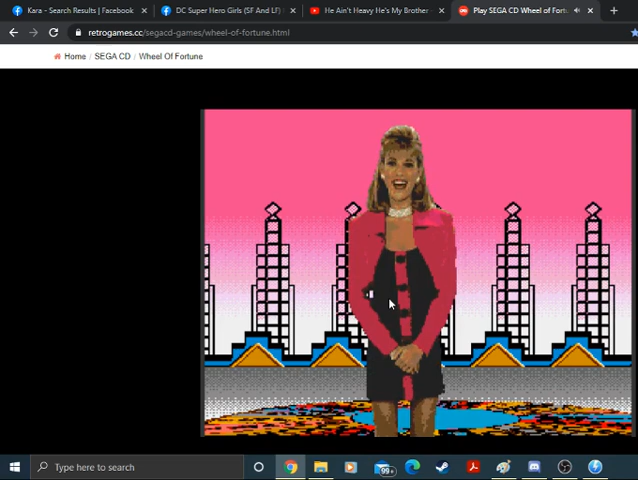 Kara - Search Results | Facebook
DC Super Hero Girls (SF And LF) |
He Ain't Heavy He's My Brother -
Play SEGA CD Wheel of Fort
retrogames.cc/segacd-games/wheel-of-fortune.html
Home / SEGA CD / Wheel Of Fortune
Type here to search
99+